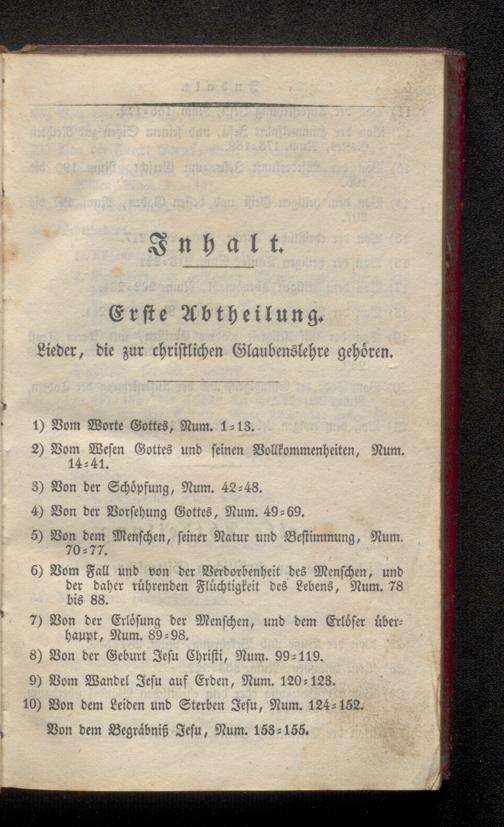 Inhalt.
Erste Abtheilung.
Lieder, die zur christlichen Glaubenslehre gehören.
1) Vom Worte Gottes, Num. 1=13.
2) Vom Wesen Gottes und seinen Vollkommenheiten, Num.
14=41.
3) Von der Schöpfung, Num. 42=48.
4) Von der Vorsehung Gottes, Num. 49=69.
5) Von dem Menschen, seiner Natur und Bestimmung, Num.
70=77.
6) Vom Fall und von der Verdorbenheit des Menschen, und
der daher rührenden Flüchtigkeit des Lebens, Num. 78
bis 88.
7) Von der Erlösung der Menschen, und dem Erlöser über=
haupt, Num. 89=98.
8) Von der Geburt Jesu Christi, Num. 99=119.
9) Vom Wandel Jesu auf Erden, Num. 120=123.
10) Von dem Leiden und Sterben Jesu, Num. 124=152.
Von dem Begräbniß Jesu, Num. 153=155.